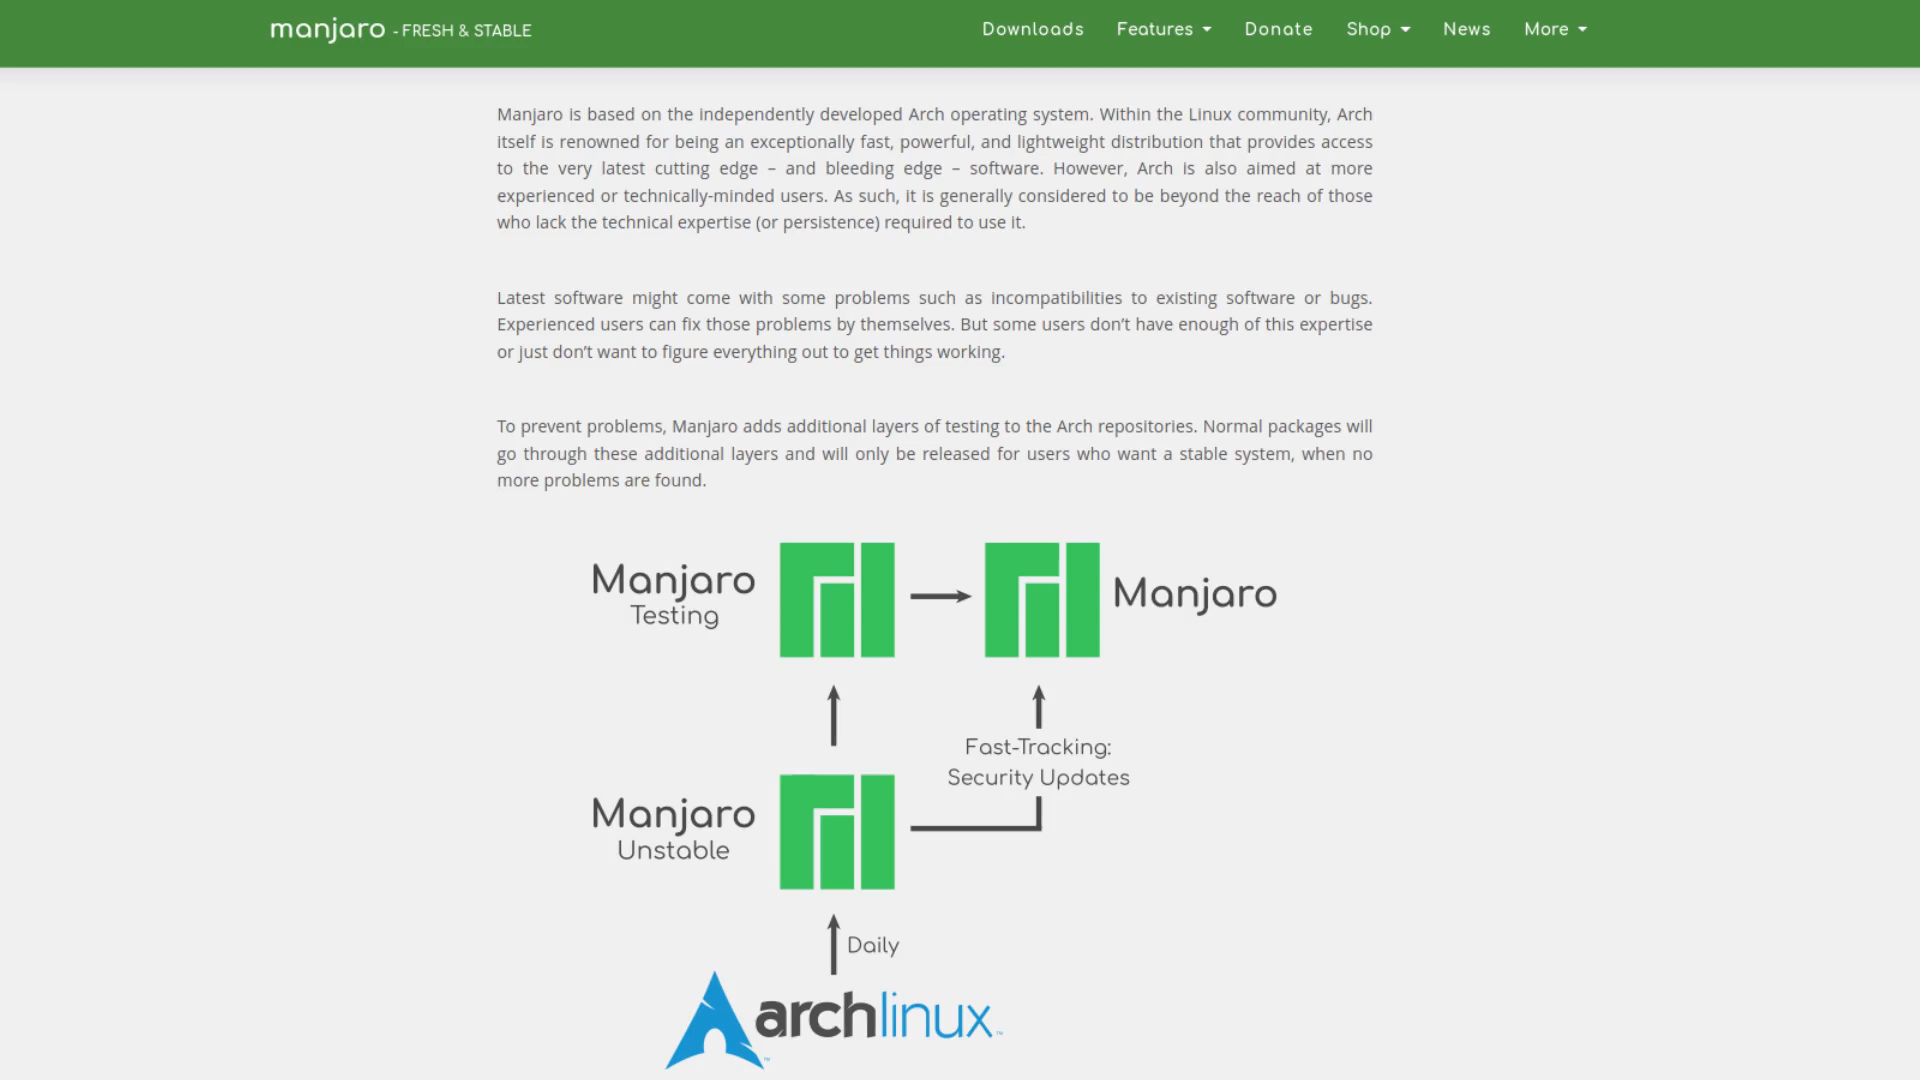 manjaro - FRESH & STABLE
Downloads Features Donate Shop News More
Manjaro is based on the independently developed Arch operating system. Within the Linux community, Arch
itself is renowned for being an exceptionally fast, powerful, and lightweight distribution that provides access
to the very latest cutting edge – and bleeding edge – software. However, Arch is also aimed at more
experienced or technically-minded users. As such, it is generally considered to be beyond the reach of those
who lack the technical expertise (or persistence) required to use it.
Latest software might come with some problems such as incompatibilities to existing software or bugs.
Experienced users can fix those problems by themselves. But some users don’t have enough of this expertise
or just don’t want to figure everything out to get things working.
To prevent problems, Manjaro adds additional layers of testing to the Arch repositories. Normal packages will
go through these additional layers and will only be released for users who want a stable system, when no
more problems are found.
Manjaro
Testing
Manjaro
Fast-Tracking:
Security Updates
Manjaro
Unstable
Daily
archlinux™